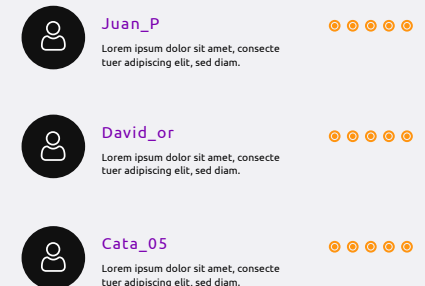 Juan_P
Lorem ipsum dolor sit amet, consecte
tuer adipiscing elit, sed diam.
David_or
Lorem ipsum dolor sit amet, consecte
tuer adipiscing elit, sed diam.
Cata_05
Lorem ipsum dolor sit amet, consecte
tuer adipiscing elit, sed diam.